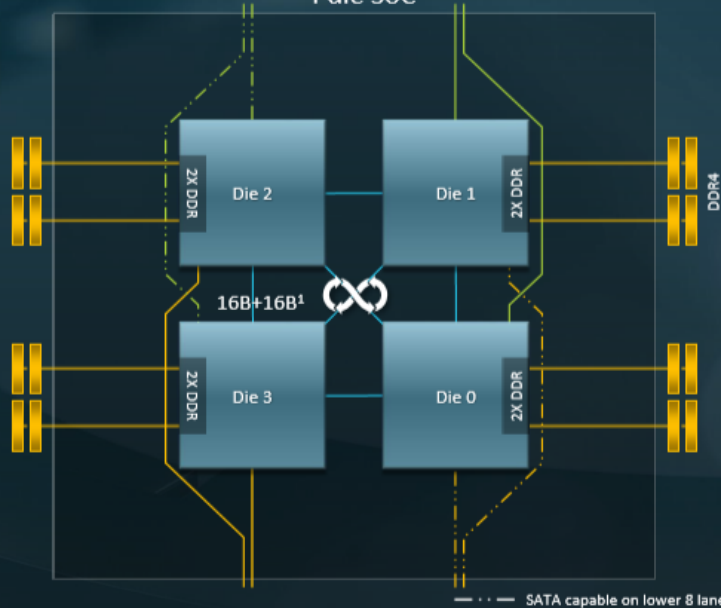 2X DDR
Die 2
Die 1
2X DDR
DDR4
16B+16B¹
2X DDR
Die 3
Die 0
2X DDR
SATA capable on lower 8